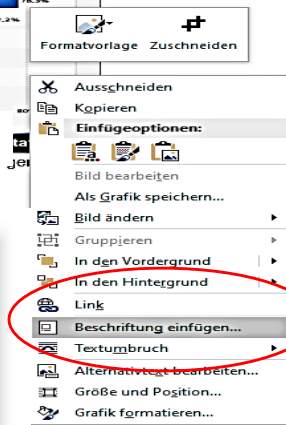 Formatvorlage Zuschneiden
Ausschneiden
Kopieren
Einfügeoptionen:
Bild bearbeiten
Als Grafik speichern...
Bild ändern
Gruppieren
In den Vordergrund
In den Hintergrund
Link
Beschriftung einfügen...
Textumbruch
Alternativtext bearbeiten...
Größe und Position...
Grafik formatieren...